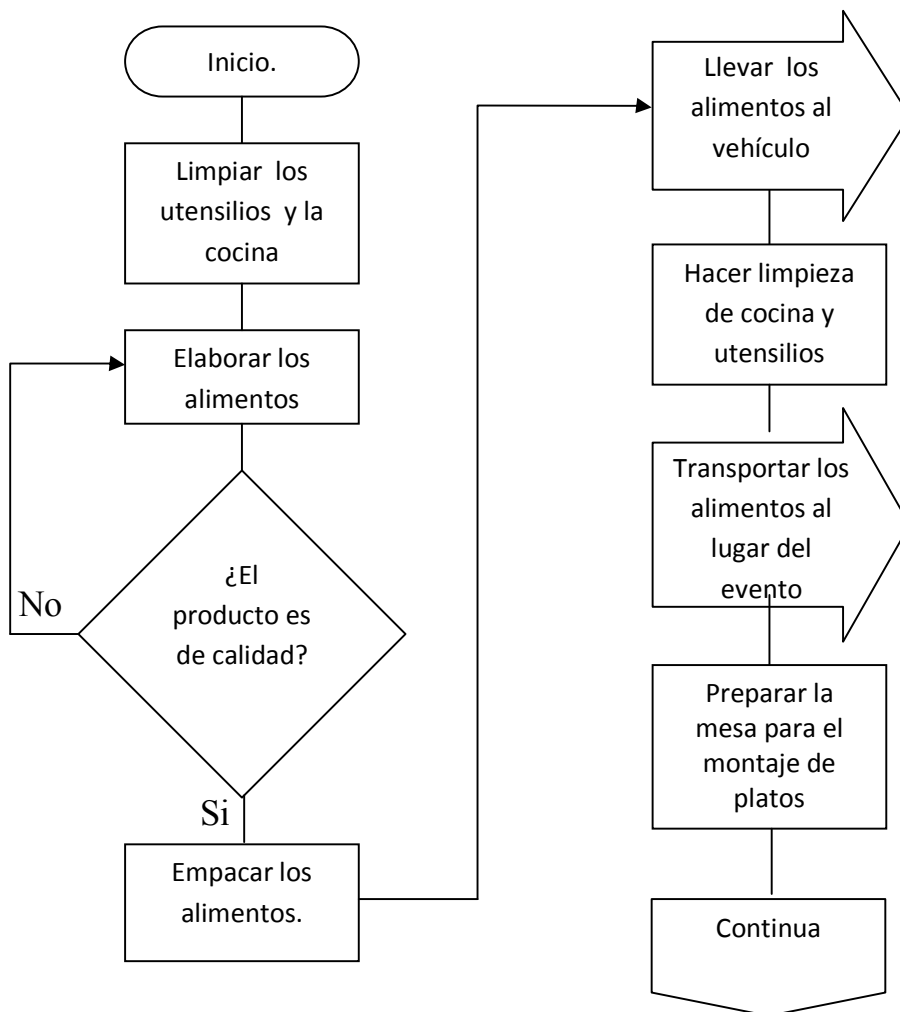 Inicio.
Limpiar los
utensilios y la
cocina
Elaborar los
alimentos
¿El
producto es
de calidad?
No
Si
Empacar los
alimentos.
Llevar los
alimentos al
vehículo
Hacer limpieza
de cocina y
utensilios
Transportar los
alimentos al
lugar del
evento
Preparar la
mesa para el
montaje de
platos
Continua